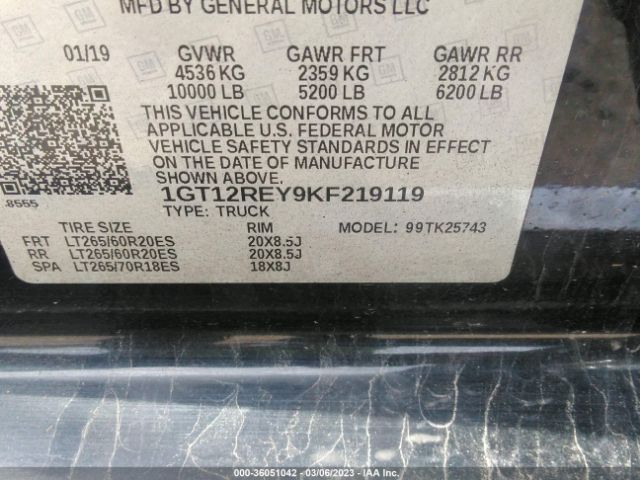 MFD BY GENERAL MOTORS LLC
01/19 GVWR GAWR FRT GAWR RR
4536 KG 2359 KG 2812 KG
10000 LB 5200 LB 6200 LB
THIS VEHICLE CONFORMS TO ALL
APPLICABLE U.S. FEDERAL MOTOR
VEHICLE SAFETY STANDARDS IN EFFECT
ON THE DATE OF MANUFACTURE
SHOWN ABOVE.
.8555 1GT12REY9KF219119
TYPE: TRUCK
TIRE SIZE RIM MODEL: 99TK25743
FRT LT265/60R20ES 20X8.5J
RR LT265/60R20ES 20X8.5J
SPA LT265/70R18ES 18X8J
000-36051042 - 03/06/2023 - IAA Inc.